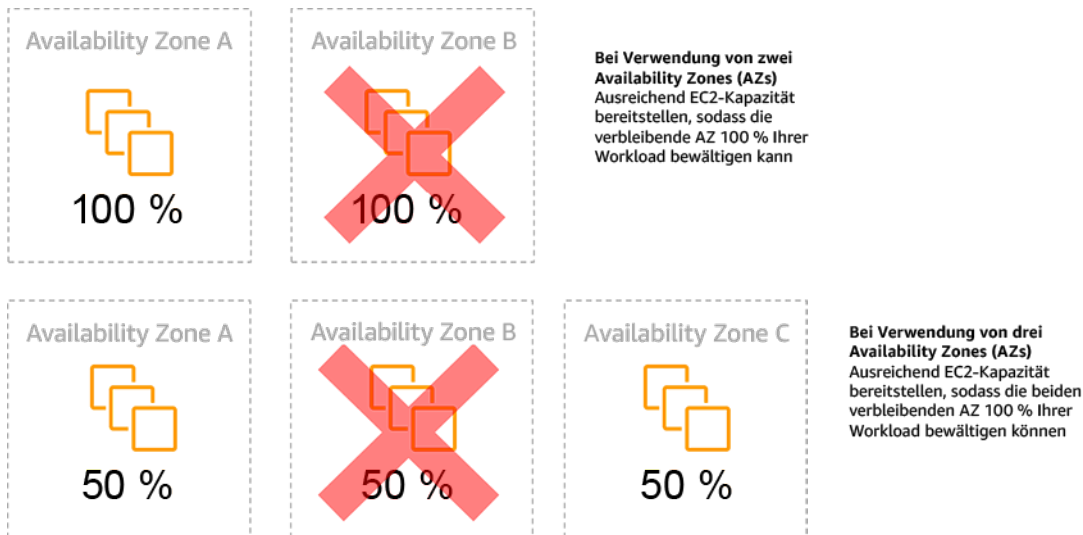 Availability Zone A
Availability Zone B
100 %
100 %
Bei Verwendung von zwei
Availability Zones (AZs)
Ausreichend EC2-Kapazität
bereitstellen, sodass die
verbleibende AZ 100 % Ihrer
Workload bewältigen kann
Availability Zone A
Availability Zone B
Availability Zone C
50 %
50 %
50 %
Bei Verwendung von drei
Availability Zones (AZs)
Ausreichend EC2-Kapazität
bereitstellen, sodass die beiden
verbleibenden AZ 100 % Ihrer
Workload bewältigen können